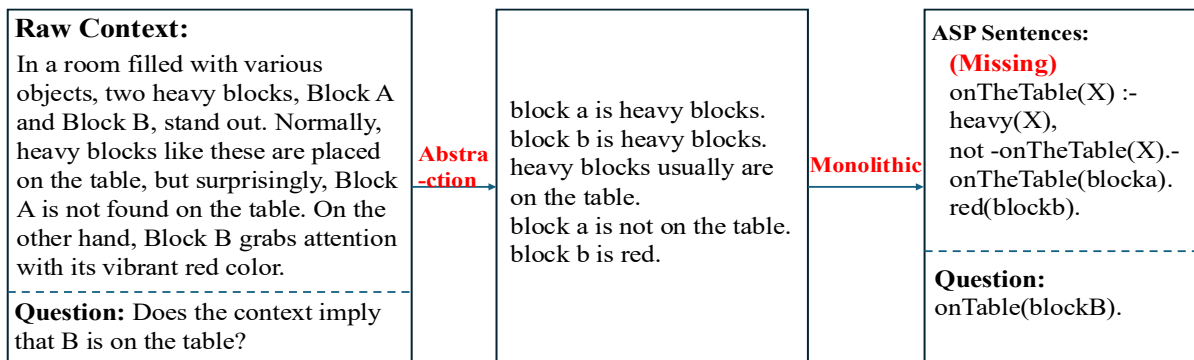 Raw Context:
In a room filled with various
objects, two heavy blocks, Block A
and Block B, stand out. Normally,
heavy blocks like these are placed
on the table, but surprisingly, Block
A is not found on the table. On the
other hand, Block B grabs attention
with its vibrant red color.
Question: Does the context imply
that B is on the table?
Abstra
-ction
block a is heavy blocks.
block b is heavy blocks.
heavy blocks usually are
on the table.
block a is not on the table.
block b is red.
Monolithic
ASP Sentences:
(Missing)
onTheTable(X) :-
heavy(X),
not -onTheTable(X).-
onTheTable(blocka).
red(blockb).
Question:
onTable(blockB).